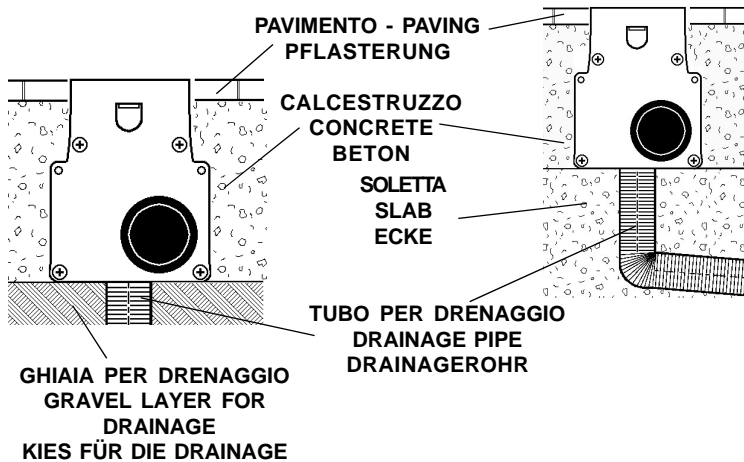 PAVIMENTO - PAVING
PFLASTERUNG
CALCESTRUZZO
CONCRETE
BETON
SOLETTA
SLAB
ECKE
TUBO PER DRENAGGIO
DRAINAGE PIPE
DRAINAGEROHR
GHIAIA PER DRENAGGIO
GRAVEL LAYER FOR
DRAINAGE
KIES FÜR DIE DRAINAGE